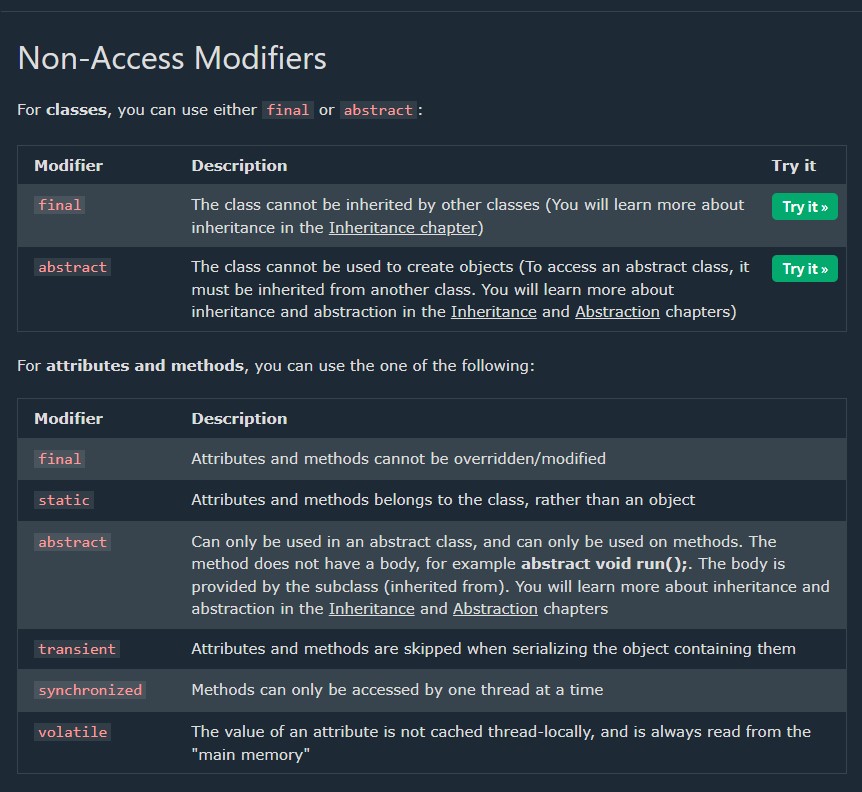 Non-Access Modifiers
For classes, you can use either final or abstract:
Modifier Description Try it
final The class cannot be inherited by other classes (You will learn more about Try it »
inheritance in the Inheritance chapter)
abstract The class cannot be used to create objects (To access an abstract class, it Try it »
must be inherited from another class. You will learn more about
inheritance and abstraction in the Inheritance and Abstraction chapters)
For attributes and methods, you can use the one of the following:
Modifier Description
final Attributes and methods cannot be overridden/modified
static Attributes and methods belongs to the class, rather than an object
abstract Can only be used in an abstract class, and can only be used on methods. The
method does not have a body, for example abstract void run();. The body is
provided by the subclass (inherited from). You will learn more about inheritance and
abstraction in the Inheritance and Abstraction chapters
transient Attributes and methods are skipped when serializing the object containing them
synchronized Methods can only be accessed by one thread at a time
volatile The value of an attribute is not cached thread-locally, and is always read from the
"main memory"